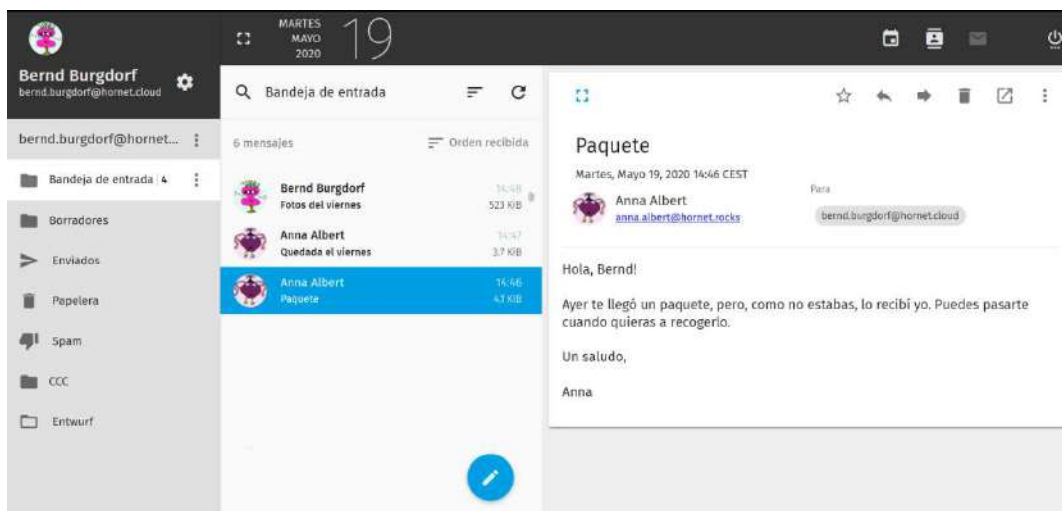 MARTES
MAYO
2020
19
Bernd Burgdorf
bernd.burgdorf@hornet.cloud
bernd.burgdorf@hornet...
Bandeja de entrada 4
Borradores
Enviados
Papelera
Spam
CCC
Entwurf
Bandeja de entrada
6 mensajes
Orden recibida
Bernd Burgdorf 14:48
Fotos del viernes 523 KiB
Anna Albert 14:47
Quedada el viernes 3.7 KiB
Anna Albert 14:46
Paquete 4.1 KiB
Paquete
Martes, Mayo 19, 2020 14:46 CEST
Anna Albert
anna.albert@hornet.rocks
Para
bernd.burgdorf@hornet.cloud
Hola, Bernd!
Ayer te llegó un paquete, pero, como no estabas, lo recibí yo. Puedes pasarte
cuando quieras a recogerlo.
Un saludo,
Anna